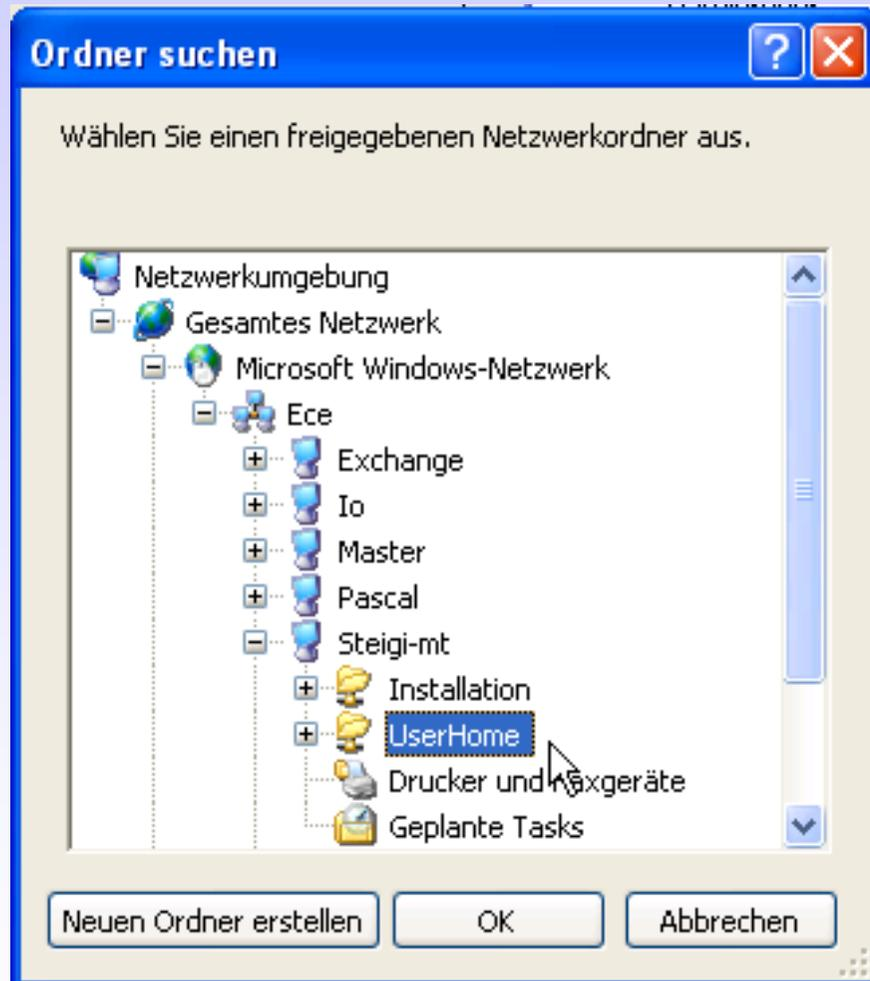 Ordner suchen
Wählen Sie einen freigegebenen Netzwerkordner aus.
Netzwerkumgebung
Gesamtes Netzwerk
Microsoft Windows-Netzwerk
Ece
Exchange
Io
Master
Pascal
Steigi-mt
Installation
UserHome
Drucker und Faxgeräte
Geplante Tasks
Neuen Ordner erstellen
OK
Abbrechen